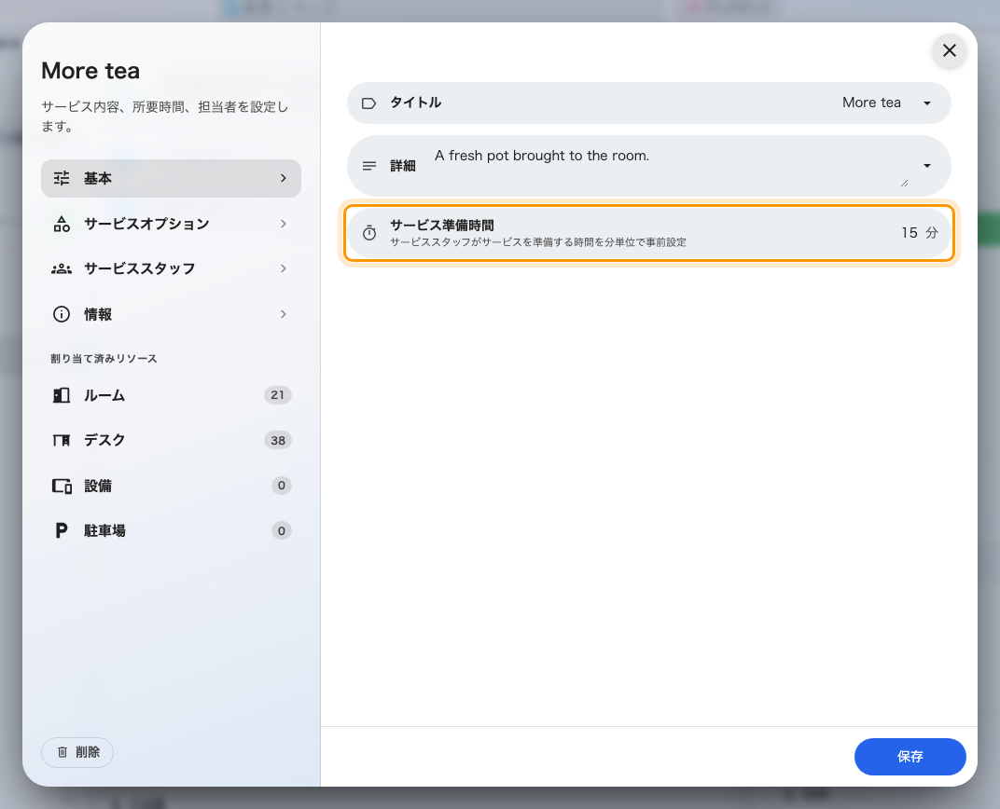 More tea
サービス内容、所要時間、担当者を設定し
ます。
基本
サービスオプション
サービススタッフ
情報
割り当て済みリソース
ルーム 21
デスク 38
設備 0
駐車場 0
削除
タイトル More tea
詳細 A fresh pot brought to the room.
サービス準備時間
サービススタッフがサービスを準備する時間を分単位で事前設定
15 分
保存